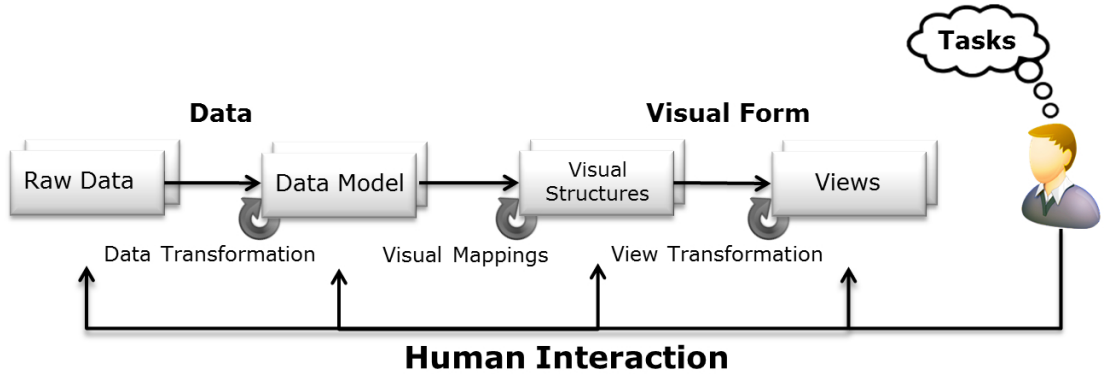 Tasks
Data
Visual Form
Raw Data
Data Model
Visual
Structures
Views
Data Transformation
Visual Mappings
View Transformation
Human Interaction